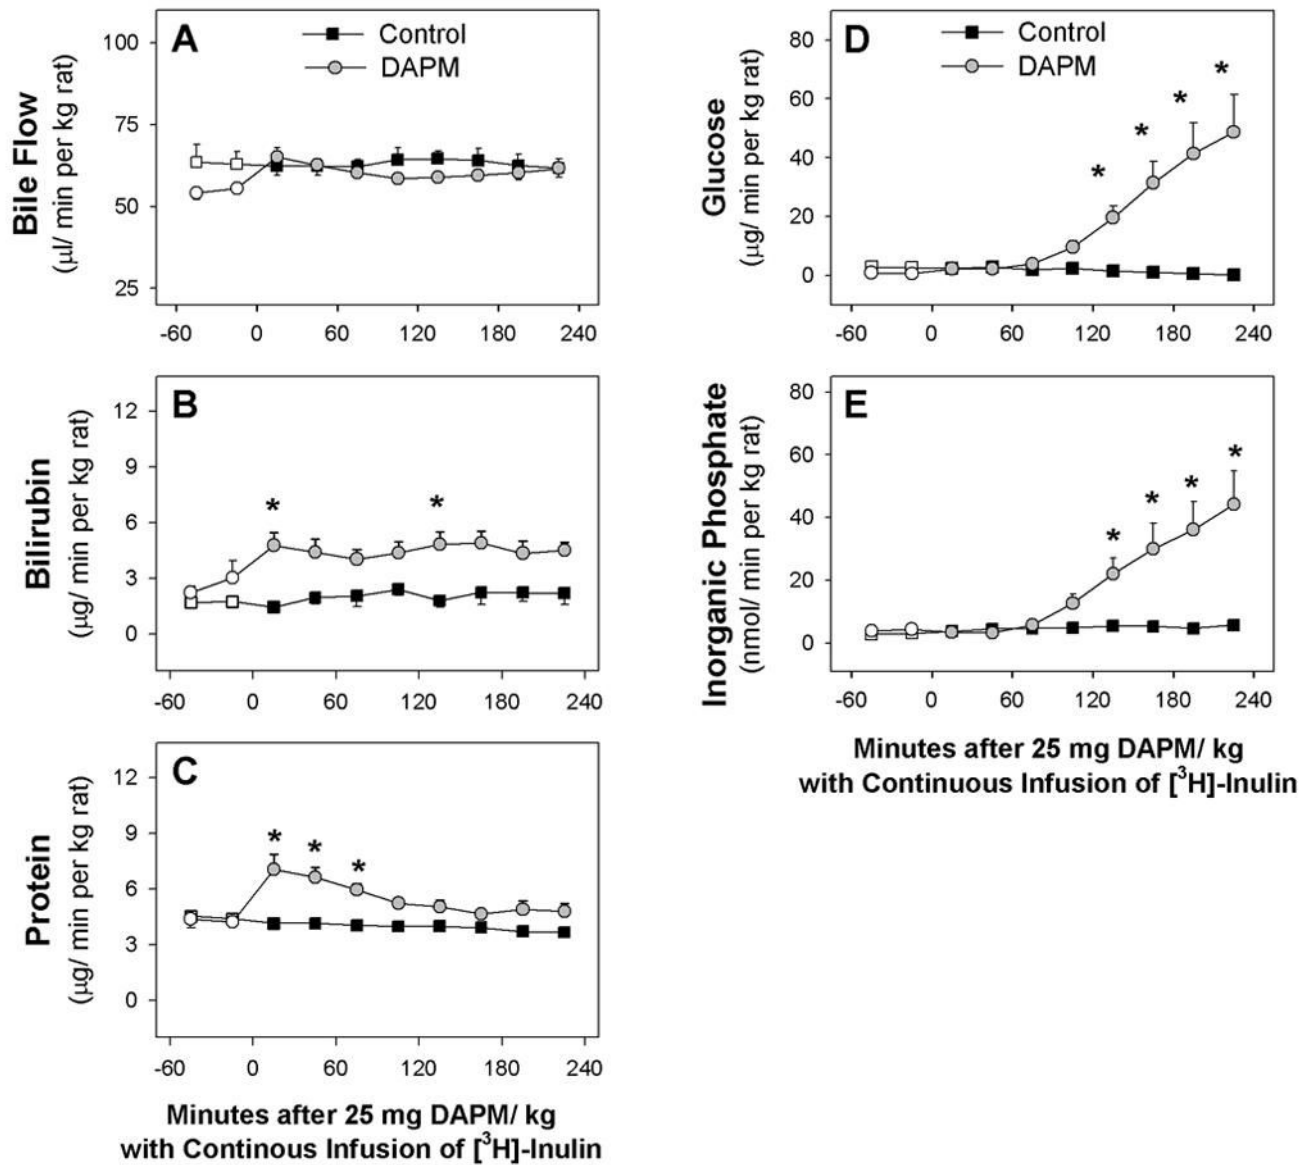 A
Control
DAPM
Bile Flow
(µl/ min per kg rat)
100
75
50
25
-60 0 60 120 180 240
B
Bilirubin
(µg/ min per kg rat)
12
9
6
3
0
* *
-60 0 60 120 180 240
C
Protein
(µg/ min per kg rat)
12
9
6
3
0
* * *
-60 0 60 120 180 240
Minutes after 25 mg DAPM/ kg
with Continous Infusion of [³H]-Inulin
D
Control
DAPM
Glucose
(µg/ min per kg rat)
80
60
40
20
0
* * * *
-60 0 60 120 180 240
E
Inorganic Phosphate
(nmol/ min per kg rat)
80
60
40
20
0
* * * *
-60 0 60 120 180 240
Minutes after 25 mg DAPM/ kg
with Continuous Infusion of [³H]-Inulin